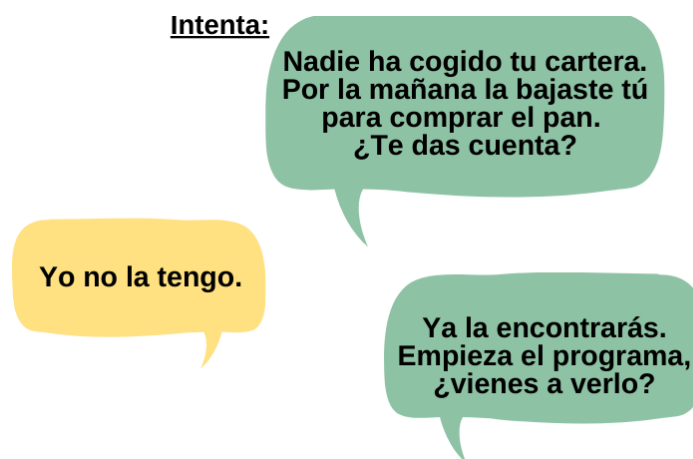 Intenta:
Nadie ha cogido tu cartera.
Por la mañana la bajaste tú
para comprar el pan.
¿Te das cuenta?
Yo no la tengo.
Ya la encontrarás.
Empieza el programa,
¿vienes a verlo?